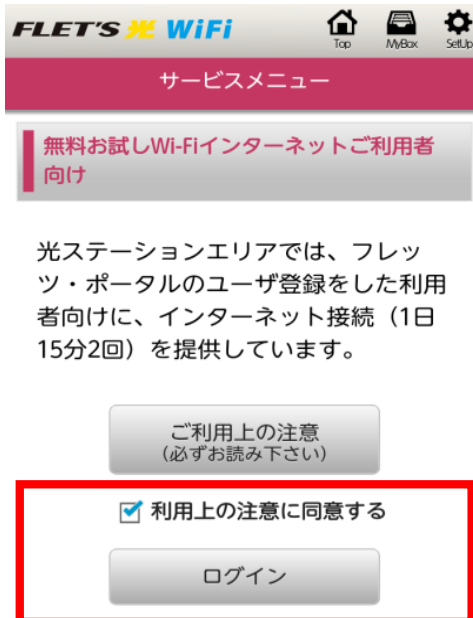 FLET'S 光 WiFi
Top
MyBox
SetUp
サービスメニュー
無料お試しWi-Fiインターネットご利用者
向け
光ステーションエリアでは、フレッ
ツ・ポータルのユーザ登録をした利用
者向けに、インターネット接続（1日
15分2回）を提供しています。
ご利用上の注意
（必ずお読み下さい）
利用上の注意に同意する
ログイン